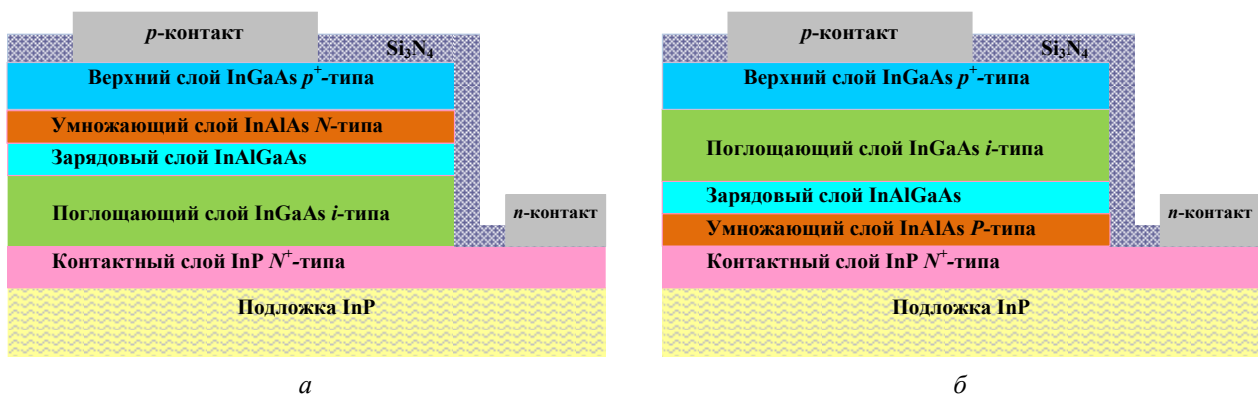 p-контакт
Si₃N₄
Верхний слой InGaAs p⁺-типа
Умножающий слой InAlAs N-типа
Зарядовый слой InAlGaAs
Поглощающий слой InGaAs i-типа
n-контакт
Контактный слой InP N⁺-типа
Подложка InP
а
p-контакт
Si₃N₄
Верхний слой InGaAs p⁺-типа
Поглощающий слой InGaAs i-типа
Зарядовый слой InAlGaAs
Умножающий слой InAlAs P-типа
n-контакт
Контактный слой InP N⁺-типа
Подложка InP
б